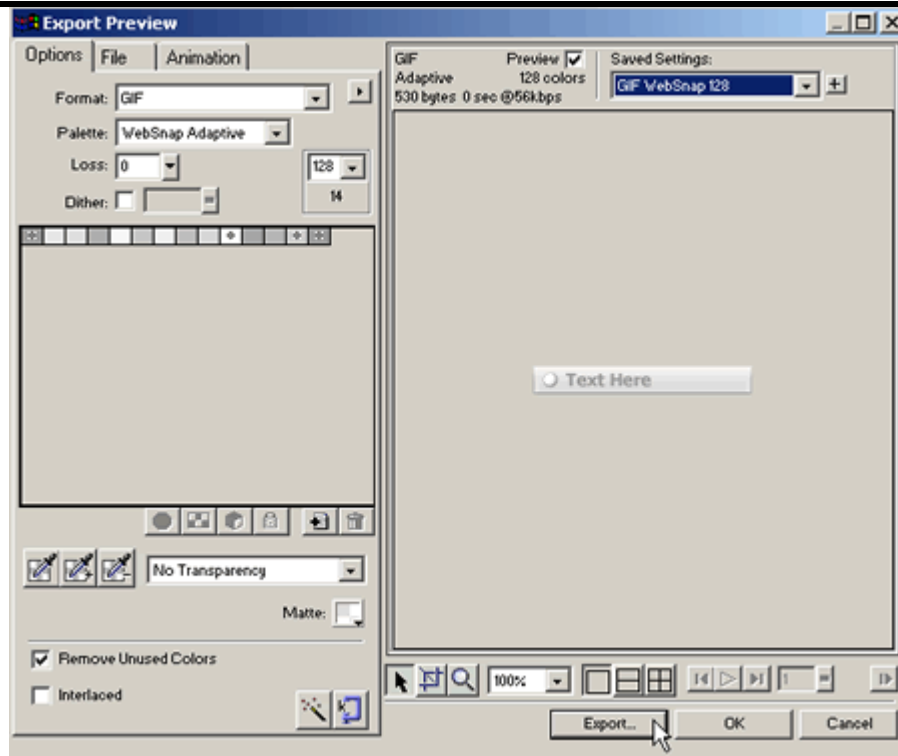 Export Preview
Options File Animation
Format: GIF
Palette: WebSnap Adaptive
Loss: 0
128
Dither:
14
No Transparency
Matte:
Remove Unused Colors
Interlaced
GIF Preview
Adaptive 128 colors
530 bytes 0 sec @56kbps
Saved Settings:
GIF WebSnap 128
Text Here
100%
1
Export... OK Cancel